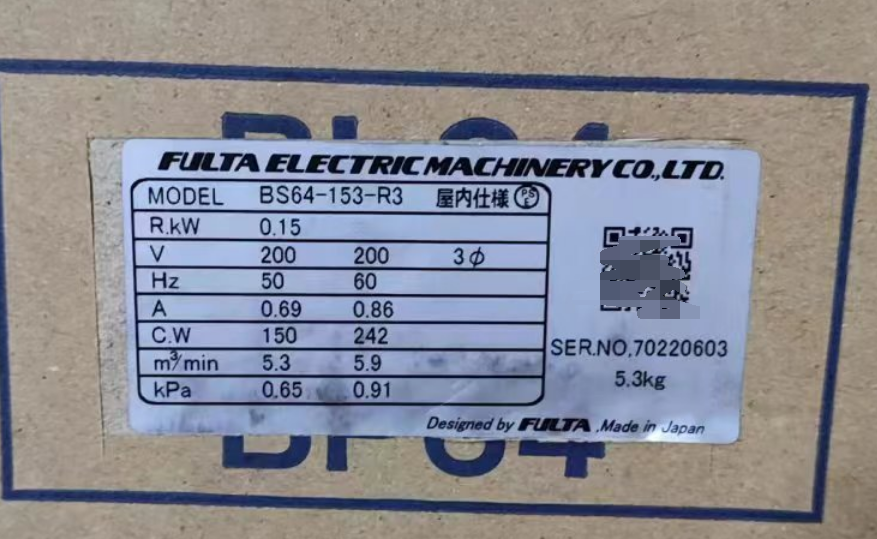 FULTA ELECTRIC MACHINERY CO.,LTD.
MODEL BS64-153-R3 屋内仕様 PSE
R.kW 0.15
V 200 200 3φ
Hz 50 60
A 0.69 0.86
C.W 150 242
m³/min 5.3 5.9
kPa 0.65 0.91
SER.NO,70220603
5.3kg
Designed by FULTA ,Made in Japan